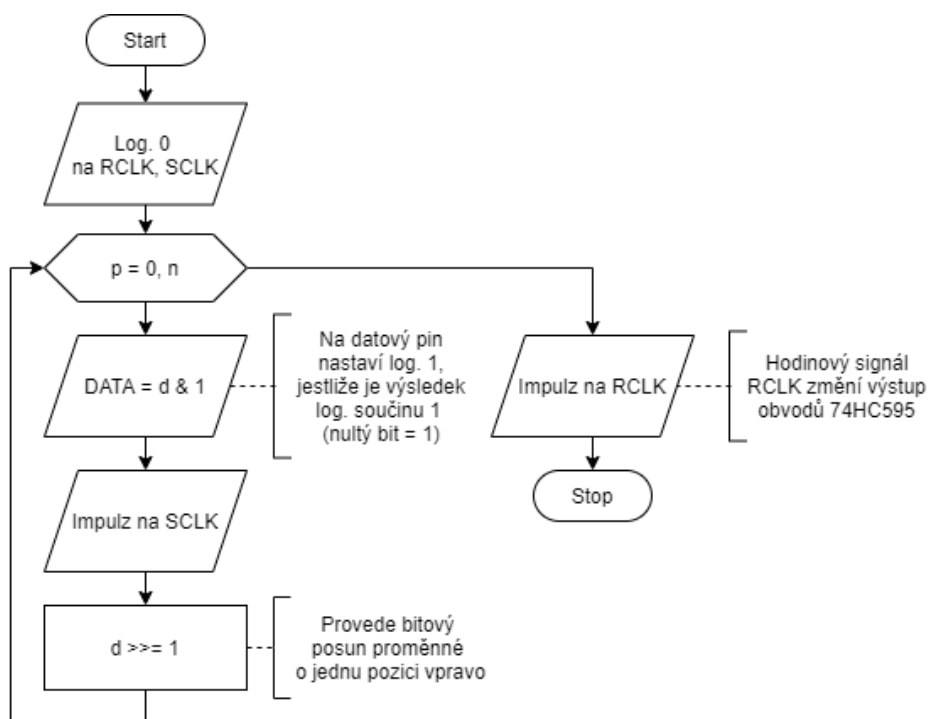 Start
Log. 0
na RCLK, SCLK
p = 0, n
DATA = d & 1
Na datový pin
nastaví log. 1,
jestliže je výsledek
log. součinu 1
(nultý bit = 1)
Impulz na SCLK
d >>= 1
Provede bitový
posun proměnné
o jednu pozici vpravo
Impulz na RCLK
Hodinový signál
RCLK změní výstup
obvodů 74HC595
Stop